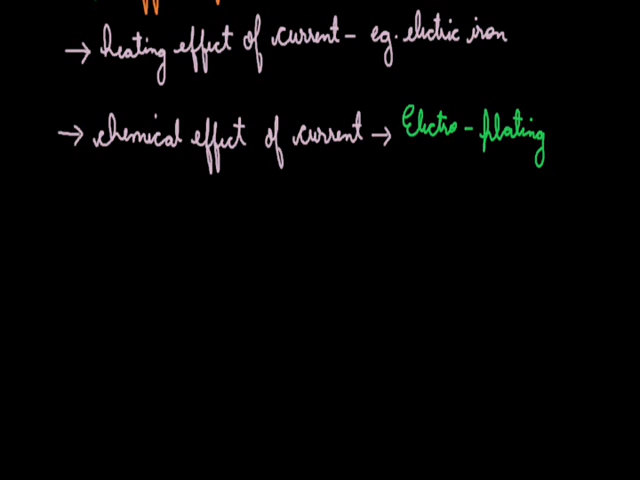 → heating effect of current - eg. electric iron
→ chemical effect of current → Electro - plating